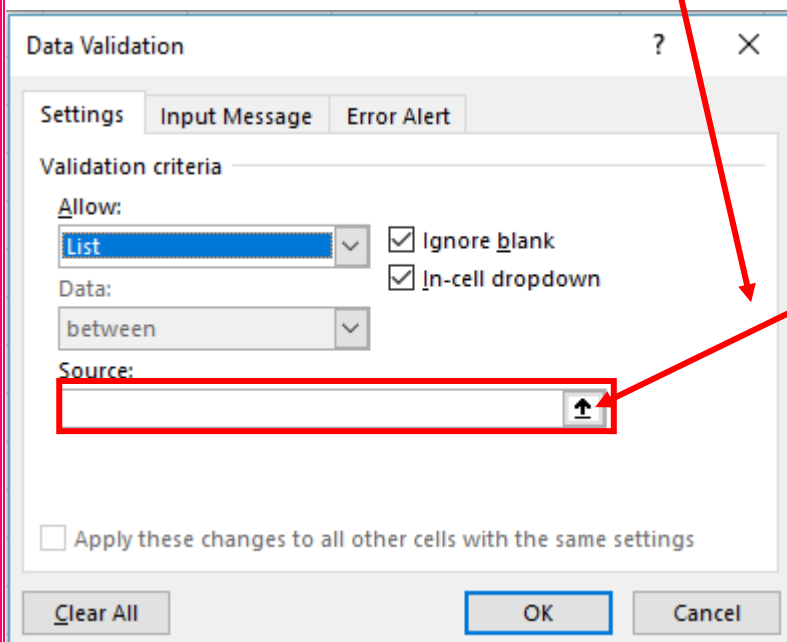 Data Validation ?
Settings Input Message Error Alert
Validation criteria
Allow:
List
Ignore blank
In-cell dropdown
Data:
between
Source:
Apply these changes to all other cells with the same settings
Clear All OK Cancel